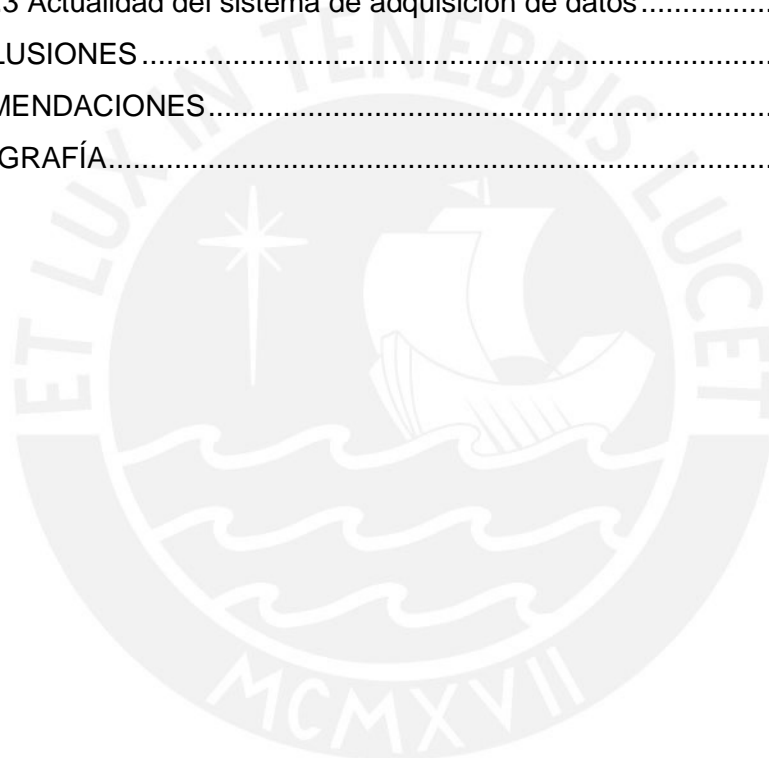 .3 Actualidad del sistema de adquisición de datos..................
LUSIONES..........................................................................
MENDACIONES................................................................
GRAFÍA..............................................................................
ET LUX IN TENEBRIS LUCET
MCMXVII